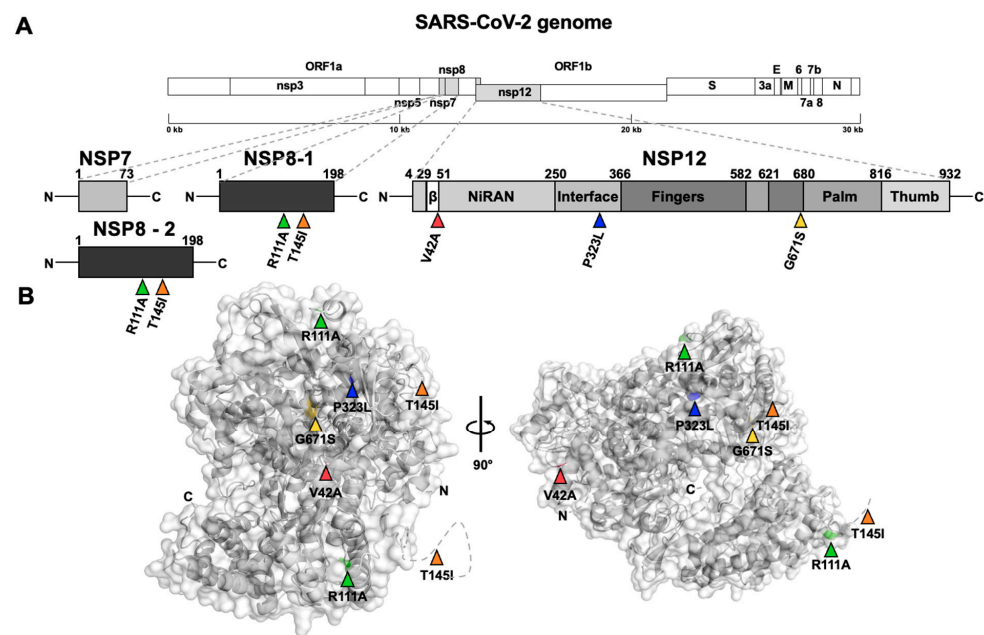 A
SARS-CoV-2 genome
ORF1a nsp8 ORF1b E 6 7b
nsp3 nsp12 S 3a M N
nsp5 nsp7 7a 8
0 kb 10 kb 20 kb 30 kb
NSP7 NSP8-1 NSP12
1 73 1 198 4 29 51 250 366 582 621 680 816 932
N C N C N β NiRAN Interface Fingers Palm Thumb C
R111A T145I V42A P323L G671S
NSP8 - 2
1 198
N C
R111A T145I
B
R111A
P323L T145I
G671S
V42A
C N
T145I
R111A
90°
R111A
P323L T145I
G671S
V42A
N C
T145I
R111A